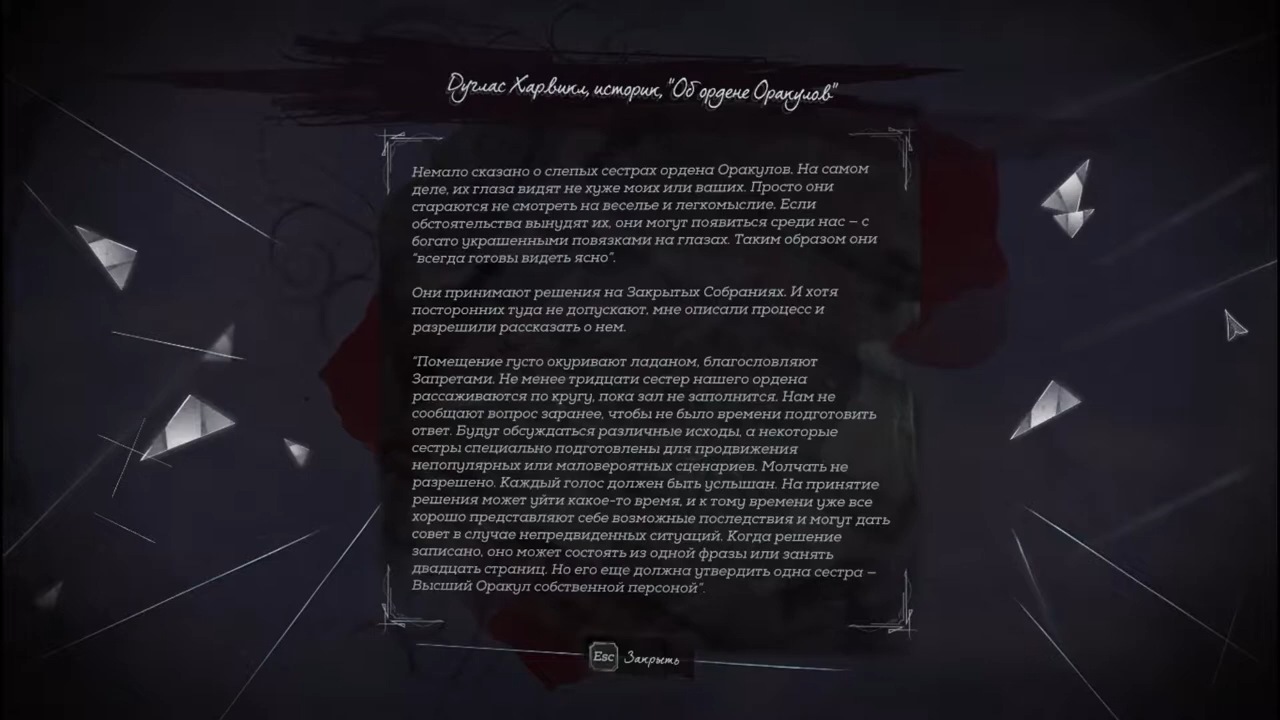 Дуглас Харвикл, историк, "Об ордене Оракулов"
Немало сказано о слепых сестрах ордена Оракулов. На самом
деле, их глаза видят не хуже моих или ваших. Просто они
стараются не смотреть на веселье и легкомыслие. Если
обстоятельства вынудят их, они могут появиться среди нас – с
богато украшенными повязками на глазах. Таким образом они
"всегда готовы видеть ясно".
Они принимают решения на Закрытых Собраниях. И хотя
посторонних туда не допускают, мне описали процесс и
разрешили рассказать о нем.
"Помещение густо окуривают ладаном, благословляют
Запретами. Не менее тридцати сестер нашего ордена
рассаживаются по кругу, пока зал не заполнится. Нам не
сообщают вопрос заранее, чтобы не было времени подготовить
ответ. Будут обсуждаться различные исходы, а некоторые
сестры специально подготовлены для продвижения
непопулярных или маловероятных сценариев. Молчать не
разрешено. Каждый голос должен быть услышан. На принятие
решения может уйти какое-то время, и к тому времени уже все
хорошо представляют себе возможные последствия и могут дать
совет в случае непредвиденных ситуаций. Когда решение
записано, оно может состоять из одной фразы или занять
двадцать страниц. Но его еще должна утвердить одна сестра –
Высший Оракул собственной персоной".
Esc Закрыть